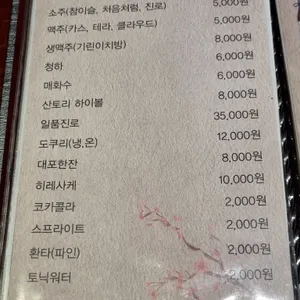 소주(참이슬, 처음처럼, 진로) 5,000원
맥주(카스, 테라, 클라우드) 5,000원
생맥주(기린이치방) 8,000원
청하 6,000원
매화수 6,000원
산토리 하이볼 8,000원
일품진로 35,000원
도쿠리(냉,온) 12,000원
대포한잔 8,000원
히레사케 10,000원
코카콜라 2,000원
스프라이트 2,000원
환타(파인) 2,000원
토닉워터 2,000원